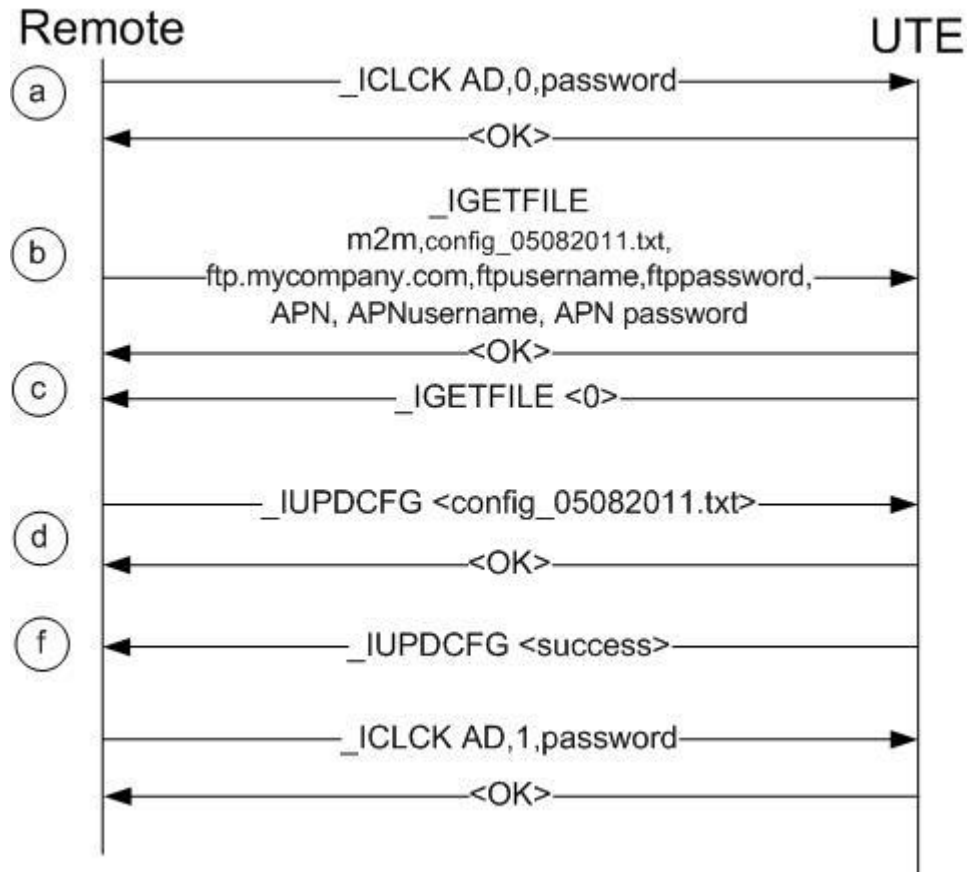 Remote
UTE
a
_ICLCK AD,0,password
<OK>
b
_IGETFILE
m2m,config_05082011.txt,
ftp.mycompany.com,ftpusername,ftppassword,
APN, APNusername, APN password
<OK>
c
_IGETFILE <0>
_IUPDCFG <config_05082011.txt>
d
<OK>
f
_IUPDCFG <success>
_ICLCK AD,1,password
<OK>